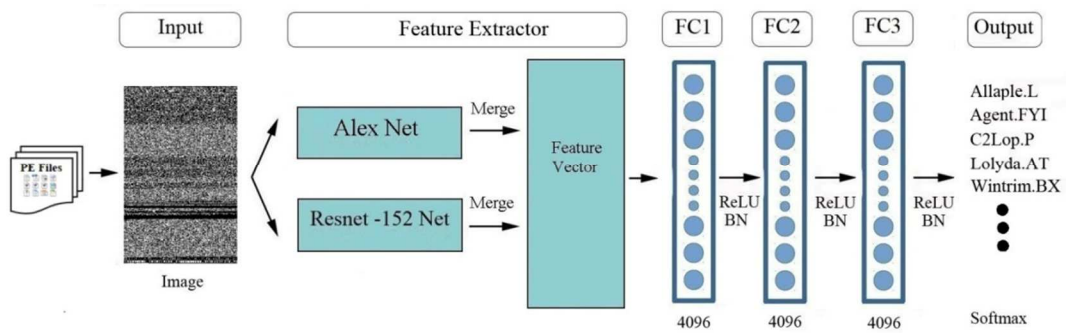 Input
Feature Extractor
FC1
FC2
FC3
Output
PE Files
Image
Alex Net
Resnet -152 Net
Merge
Merge
Feature
Vector
ReLU
BN
ReLU
BN
ReLU
BN
4096
4096
4096
Allaple.L
Agent.FYI
C2Lop.P
Lolyda.AT
Wintrim.BX
Softmax